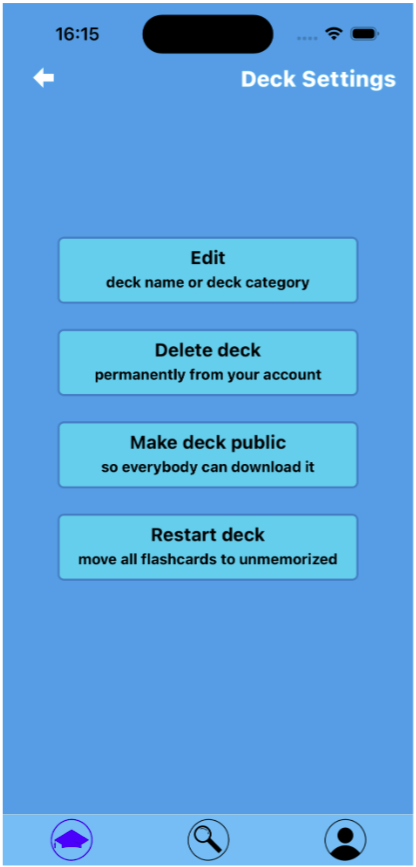 16:15
Deck Settings
Edit
deck name or deck category
Delete deck
permanently from your account
Make deck public
so everybody can download it
Restart deck
move all flashcards to unmemorized